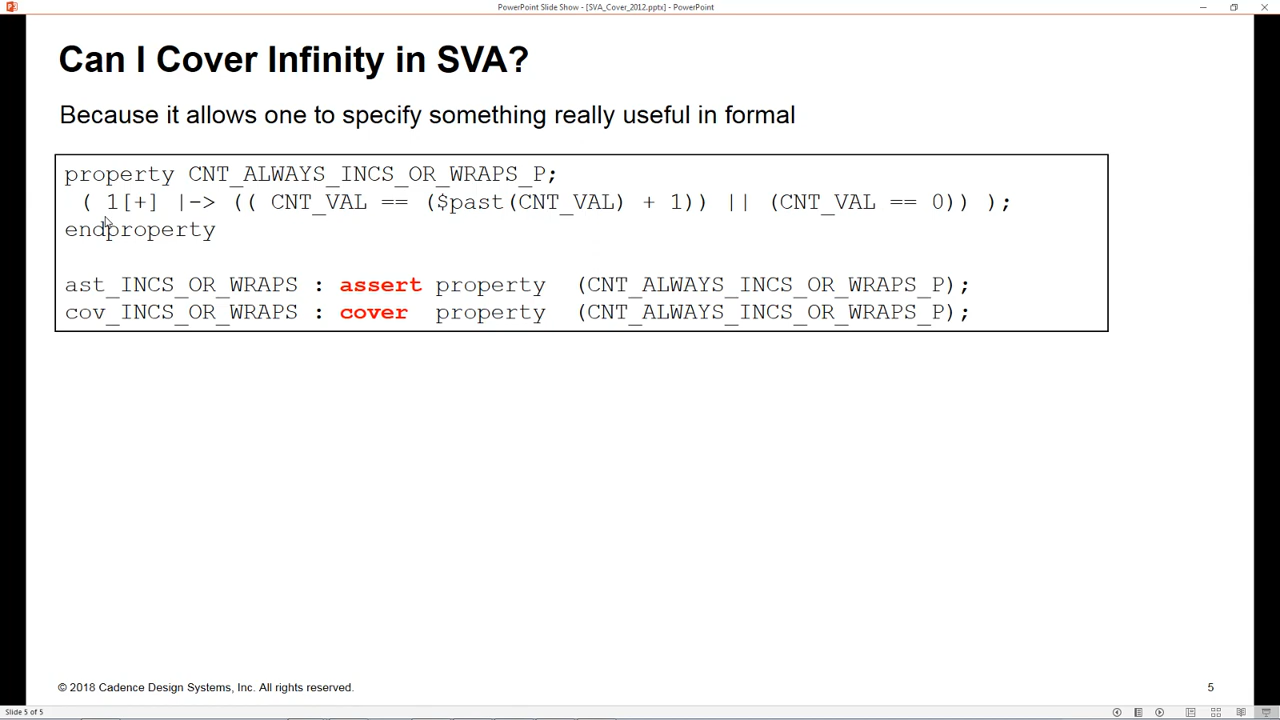 PowerPoint Slide Show - [SVA_Cover_2012.pptx] - PowerPoint
Can I Cover Infinity in SVA?
Because it allows one to specify something really useful in formal
property CNT_ALWAYS_INCS_OR_WRAPS_P;
( 1[+] |-> (( CNT_VAL == ($past(CNT_VAL) + 1)) || (CNT_VAL == 0)) );
endproperty
ast_INCS_OR_WRAPS : assert property (CNT_ALWAYS_INCS_OR_WRAPS_P);
cov_INCS_OR_WRAPS : cover property (CNT_ALWAYS_INCS_OR_WRAPS_P);
© 2018 Cadence Design Systems, Inc. All rights reserved.
5
Slide 5 of 5